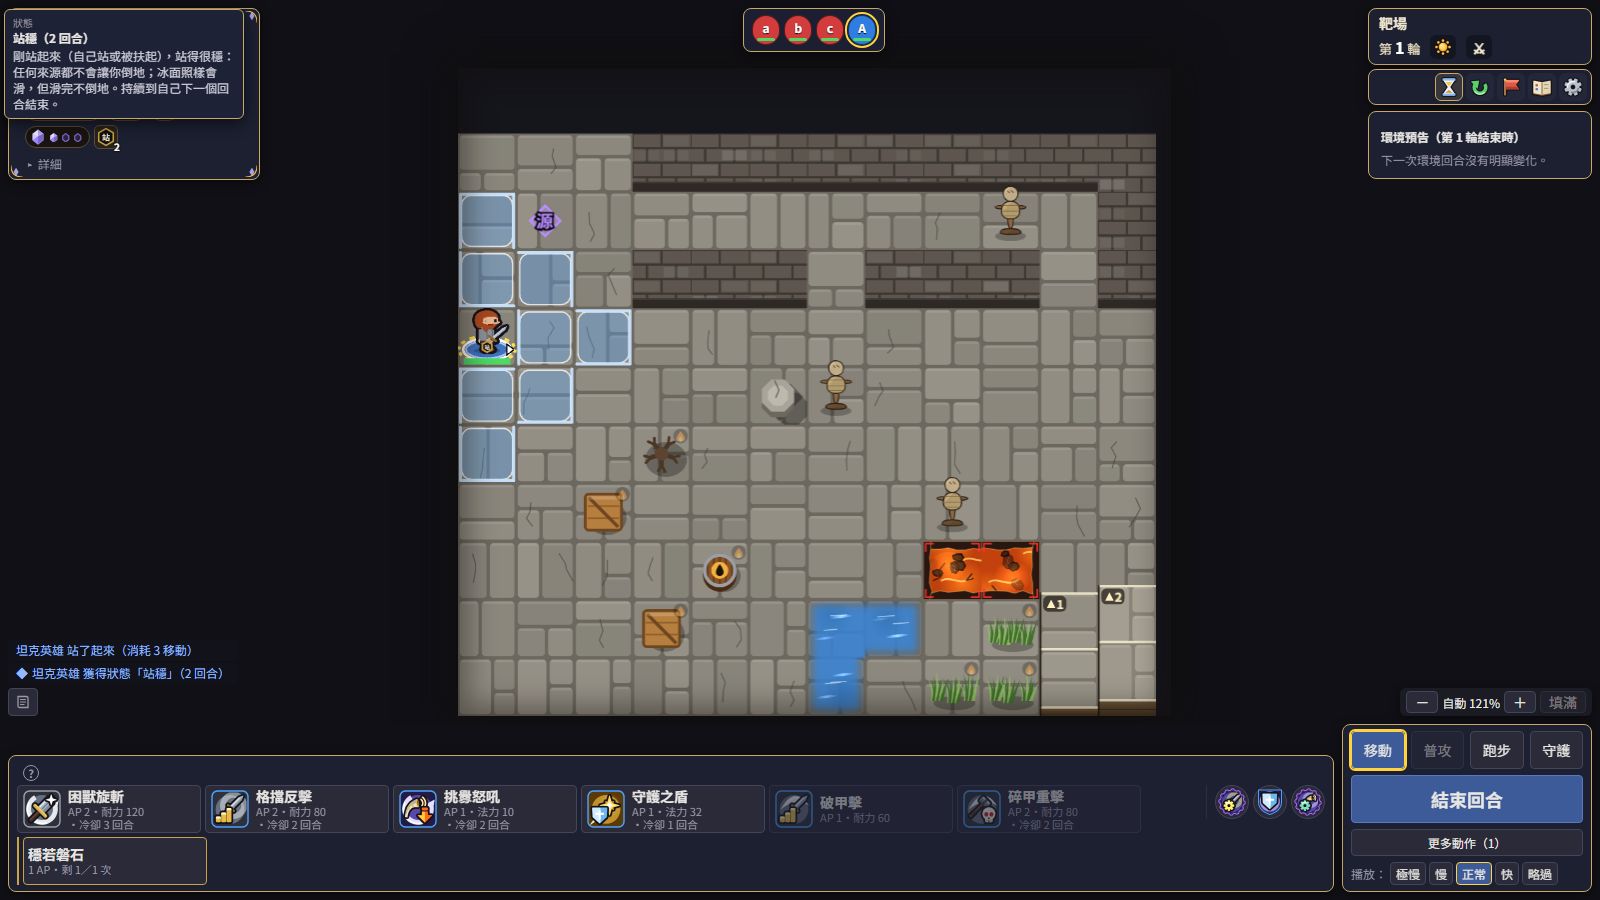 狀態
站穩（2 回合）
剛站起來（自己站或被扶起），站得很穩：
任何來源都不會讓你倒地；冰面照樣會
滑，但滑完不倒地。持續到自己下一個回
合結束。
站
2
▸ 詳細
a
b
c
A
靶場
第 1 輪
環境預告（第 1 輪結束時）
下一次環境回合沒有明顯變化。
源
站
▲1
▲2
坦克英雄 站了起來（消耗 3 移動）
◆ 坦克英雄 獲得狀態「站穩」（2 回合）
− 自動 121% + 填滿
?
困獸旋斬
AP 2・耐力 120
・冷卻 3 回合
格擋反擊
AP 2・耐力 80
・冷卻 2 回合
挑釁怒吼
AP 1・法力 10
・冷卻 2 回合
守護之盾
AP 1・法力 32
・冷卻 1 回合
破甲擊
AP 1・耐力 60
碎甲重擊
AP 2・耐力 80
・冷卻 2 回合
穩若磐石
1 AP・剩 1／1 次
移動
普攻
跑步
守護
結束回合
更多動作（1）
播放： 極慢 慢 正常 快 略過